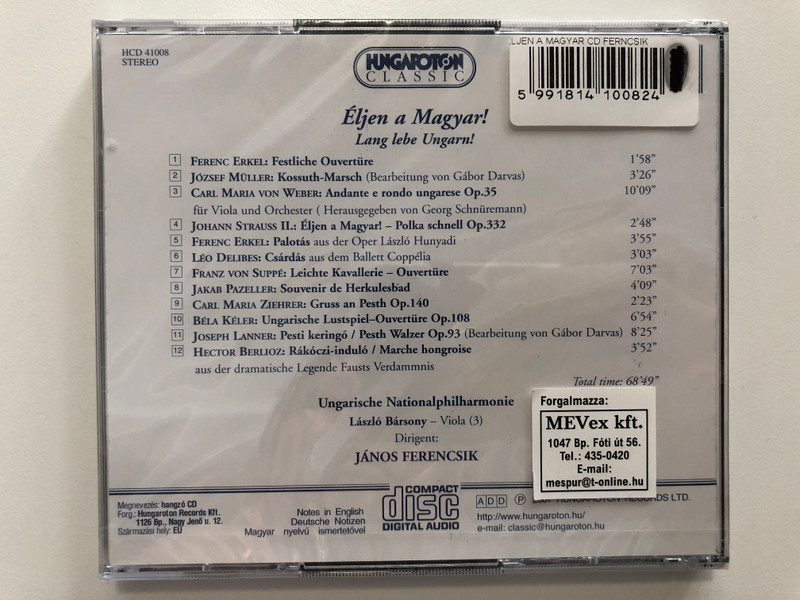 HCD 41008
STEREO
HUNGAROTON
CLASSIC
LJEN A MAGYAR CD FERNCSIK
5 991814 100824
Éljen a Magyar!
Lang lebe Ungarn!
1 FERENC ERKEL: Festliche Ouvertüre 1'58"
2 JÓZSEF MÜLLER: Kossuth-Marsch (Bearbeitung von Gábor Darvas) 3'26"
3 CARL MARIA VON WEBER: Andante e rondo ungarese Op.35 10'09"
für Viola und Orchester ( Herausgegeben von Georg Schnüremann)
4 JOHANN STRAUSS II.: Éljen a Magyar! – Polka schnell Op.332 2'48"
5 FERENC ERKEL: Palotás aus der Oper László Hunyadi 3'55"
6 LÉO DELIBES: Csárdás aus dem Ballett Coppélia 3'03"
7 FRANZ VON SUPPÉ: Leichte Kavallerie – Ouvertüre 7'03"
8 JAKAB PAZELLER: Souvenir de Herkulesbad 4'09"
9 CARL MARIA ZIEHRER: Gruss an Pesth Op.140 2'23"
10 BÉLA KÉLER: Ungarische Lustspiel–Ouvertüre Op.108 6'54"
11 JOSEPH LANNER: Pesti keringő / Pesth Walzer Op.93 (Bearbeitung von Gábor Darvas) 8'25"
12 HECTOR BERLIOZ: Rákóczi-induló / Marche hongroise 3'52"
aus der dramatische Legende Fausts Verdammnis
Total time: 68'49"
Ungarische Nationalphilharmonie
László Bársony – Viola (3)
Dirigent:
JÁNOS FERENCSIK
Forgalmazza:
MEVex kft.
1047 Bp. Fóti út 56.
Tel.: 435-0420
E-mail:
mespur@t-online.hu
Megnevezés: hangzó CD
Forg.: Hungaroton Records Kft.
1126 Bp., Nagy Jenő u. 12.
Származási hely: EU
Notes in English
Deutsche Notizen
Magyar nyelvű ismertetővel
COMPACT
disc
DIGITAL AUDIO
ADD ℗ 2007 HUNGAROTON RECORDS LTD.
http://www.hungaroton.hu/
e-mail: classic@hungaroton.hu